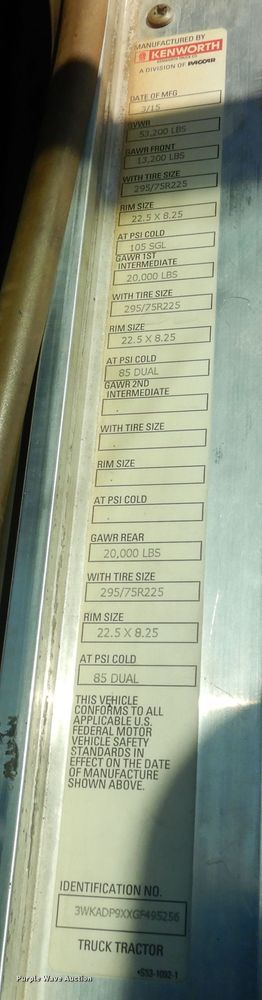 MANUFACTURED BY
KENWORTH
A DIVISION OF PACCAR
DATE OF MFG
3/15
GVWR
53,200 LBS
GAWR FRONT
13,200 LBS
WITH TIRE SIZE
295/75R225
RIM SIZE
22.5 X 8.25
AT PSI COLD
105 SGL
GAWR 1ST
INTERMEDIATE
20,000 LBS
WITH TIRE SIZE
295/75R225
RIM SIZE
22.5 X 8.25
AT PSI COLD
85 DUAL
GAWR 2ND
INTERMEDIATE
.
WITH TIRE SIZE
.
RIM SIZE
.
AT PSI COLD
.
GAWR REAR
20,000 LBS
WITH TIRE SIZE
295/75R225
RIM SIZE
22.5 X 8.25
AT PSI COLD
85 DUAL
THIS VEHICLE
CONFORMS TO ALL
APPLICABLE U.S.
FEDERAL MOTOR
VEHICLE SAFETY
STANDARDS IN
EFFECT ON THE DATE
OF MANUFACTURE
SHOWN ABOVE.
IDENTIFICATION NO.
3WKADP9XXGF495256
TRUCK TRACTOR
S53-1092-1
Purple Wave Auction